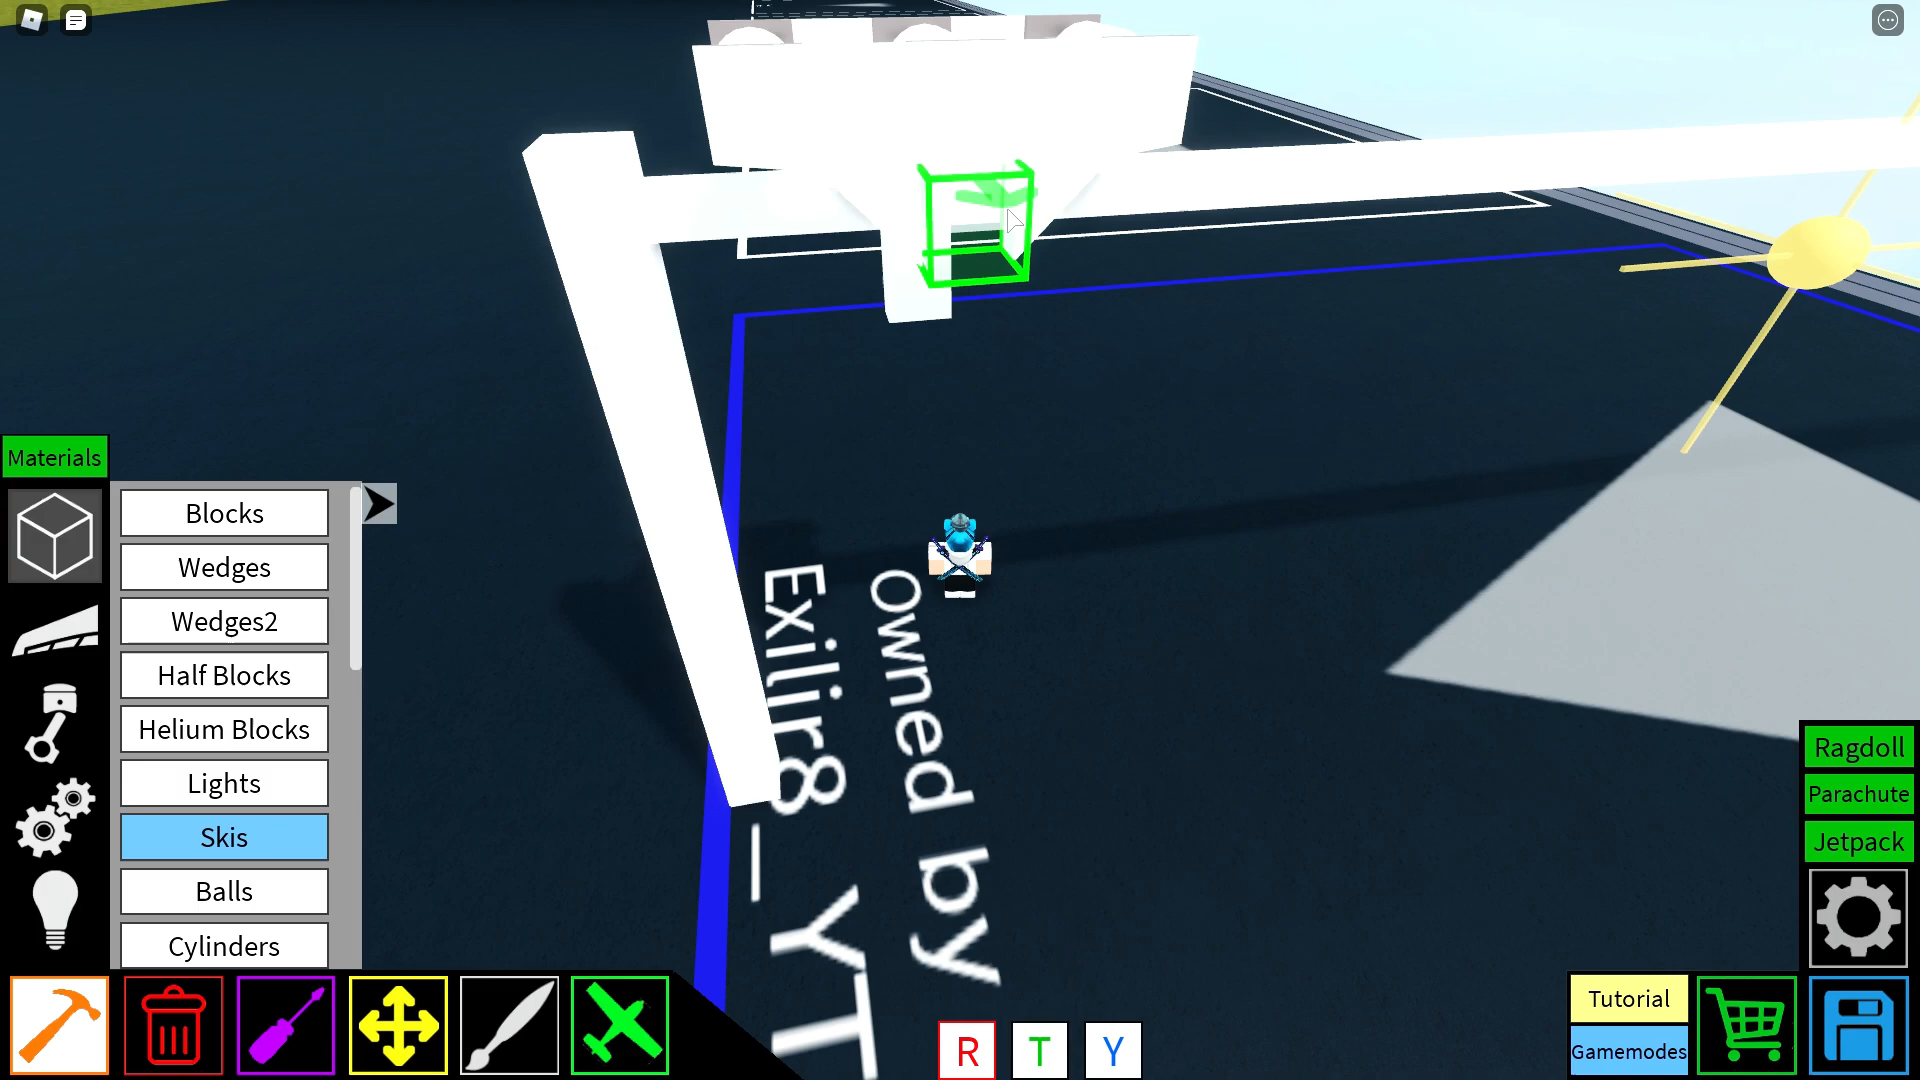 Materials
Blocks
Wedges
Wedges2
Half Blocks
Helium Blocks
Lights
Skis
Balls
Cylinders
Owned by
Exilir8_YT
R
T
Y
Ragdoll
Parachute
Jetpack
Tutorial
Gamemodes